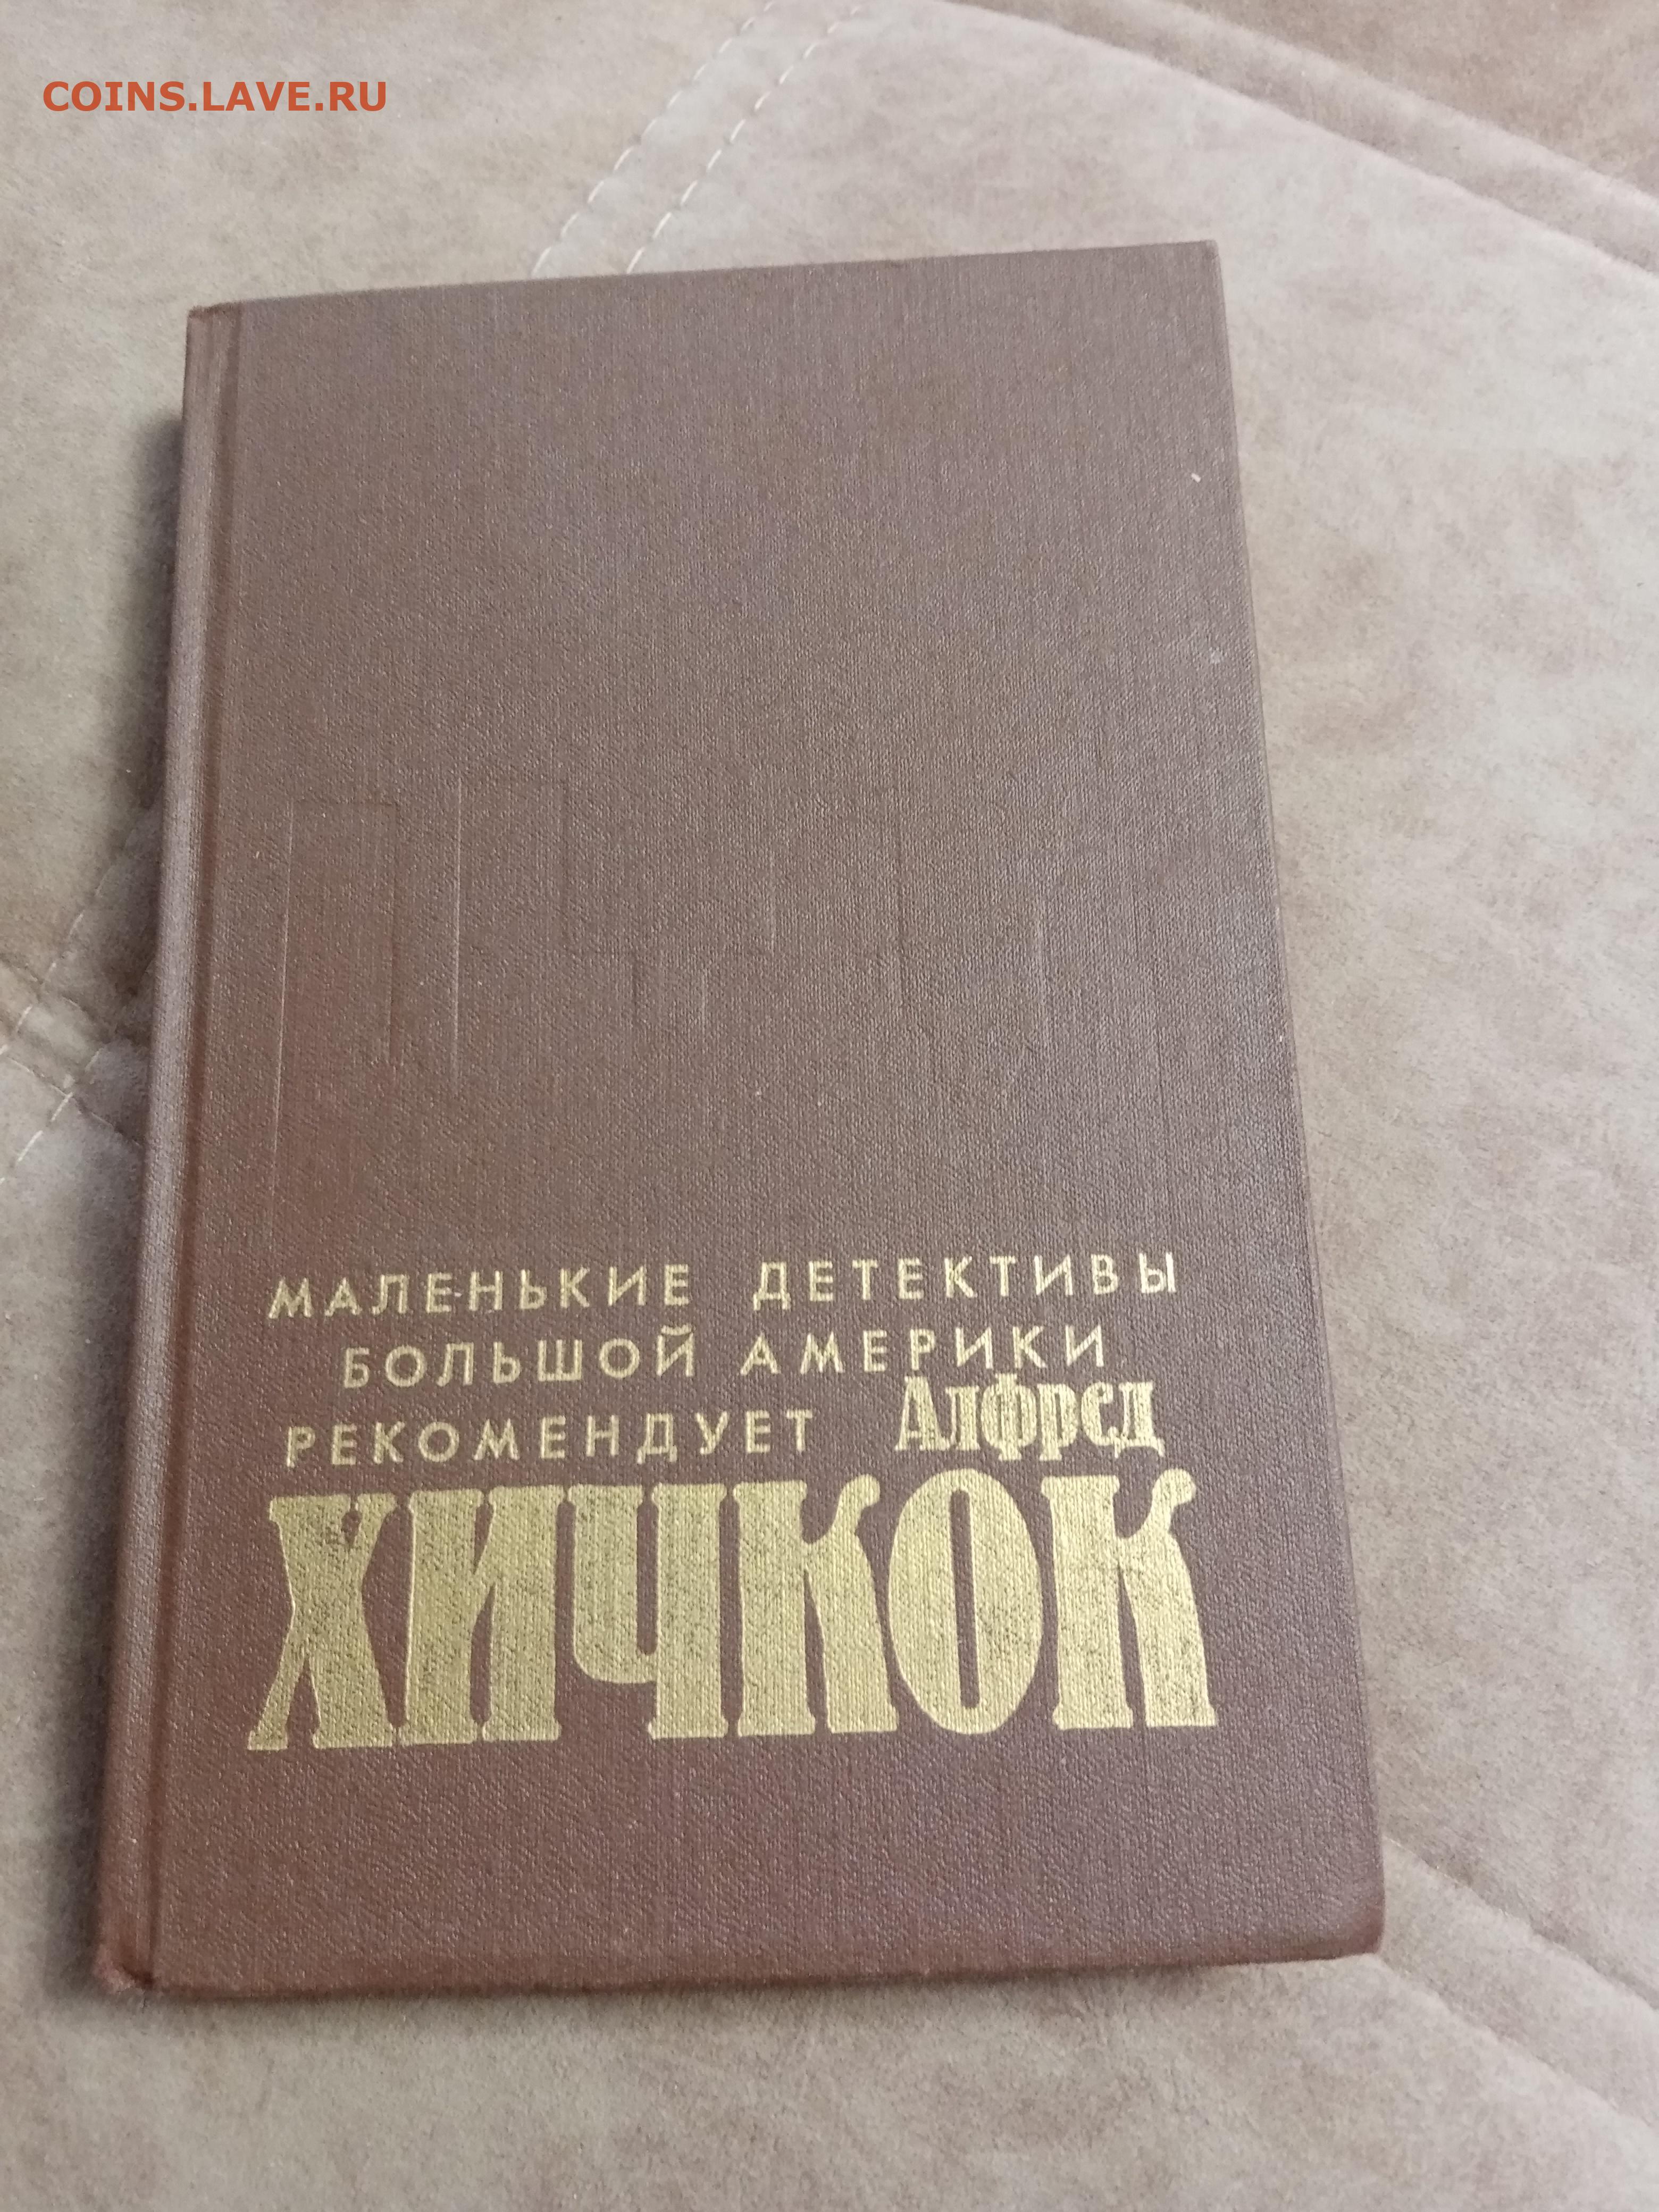 COINS.LAVE.RU
МАЛЕНЬКИЕ ДЕТЕКТИВЫ
БОЛЬШОЙ АМЕРИКИ
РЕКОМЕНДУЕТ Алфред
ХИЧКОК